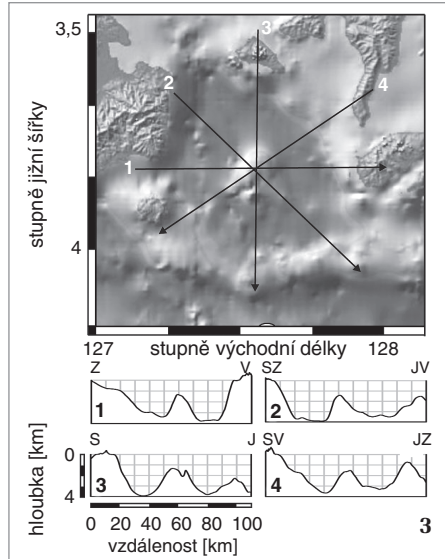 3,5
3
2
4
1
stupně jižní šířky
4
127 stupně východní délky 128
Z V SZ JV
1 2
S J SV JZ
hloubka [km]
0
4
3 4
0 20 40 60 80 100
vzdálenost [km]
3